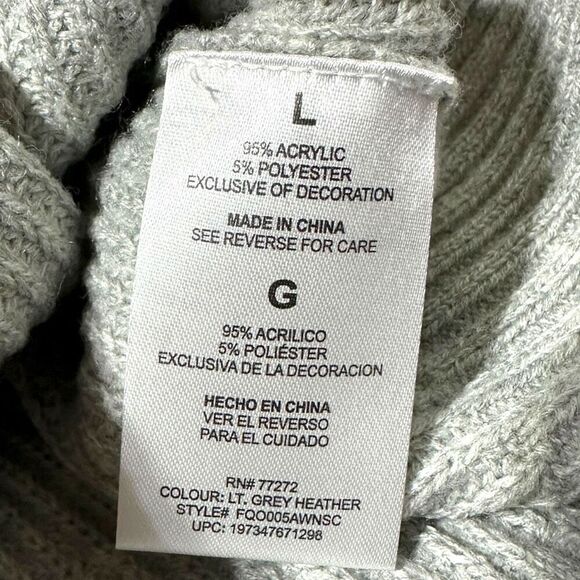 L
95% ACRYLIC
5% POLYESTER
EXCLUSIVE OF DECORATION
MADE IN CHINA
SEE REVERSE FOR CARE
G
95% ACRILICO
5% POLIÉSTER
EXCLUSIVA DE LA DECORACION
HECHO EN CHINA
VER EL REVERSO
PARA EL CUIDADO
RN# 77272
COLOUR: LT. GREY HEATHER
STYLE# FQO005AWNSC
UPC: 197347671298